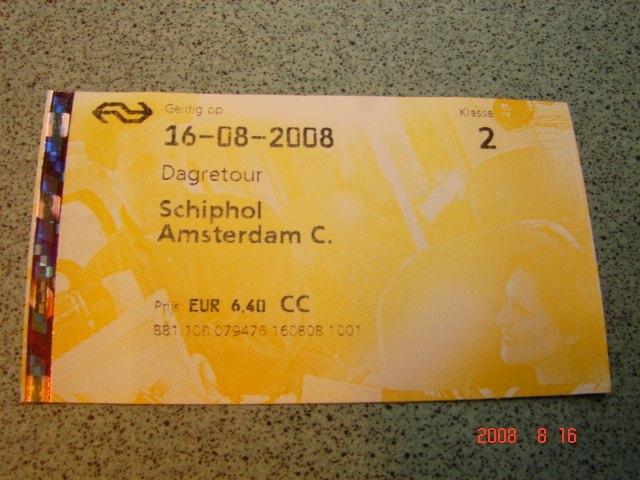 Geldig op
Klasse
16-08-2008
2
Dagretour
Schiphol
Amsterdam C.
Prijs EUR 6,40 CC
881 108 079476 160808 1001
2008 8 16